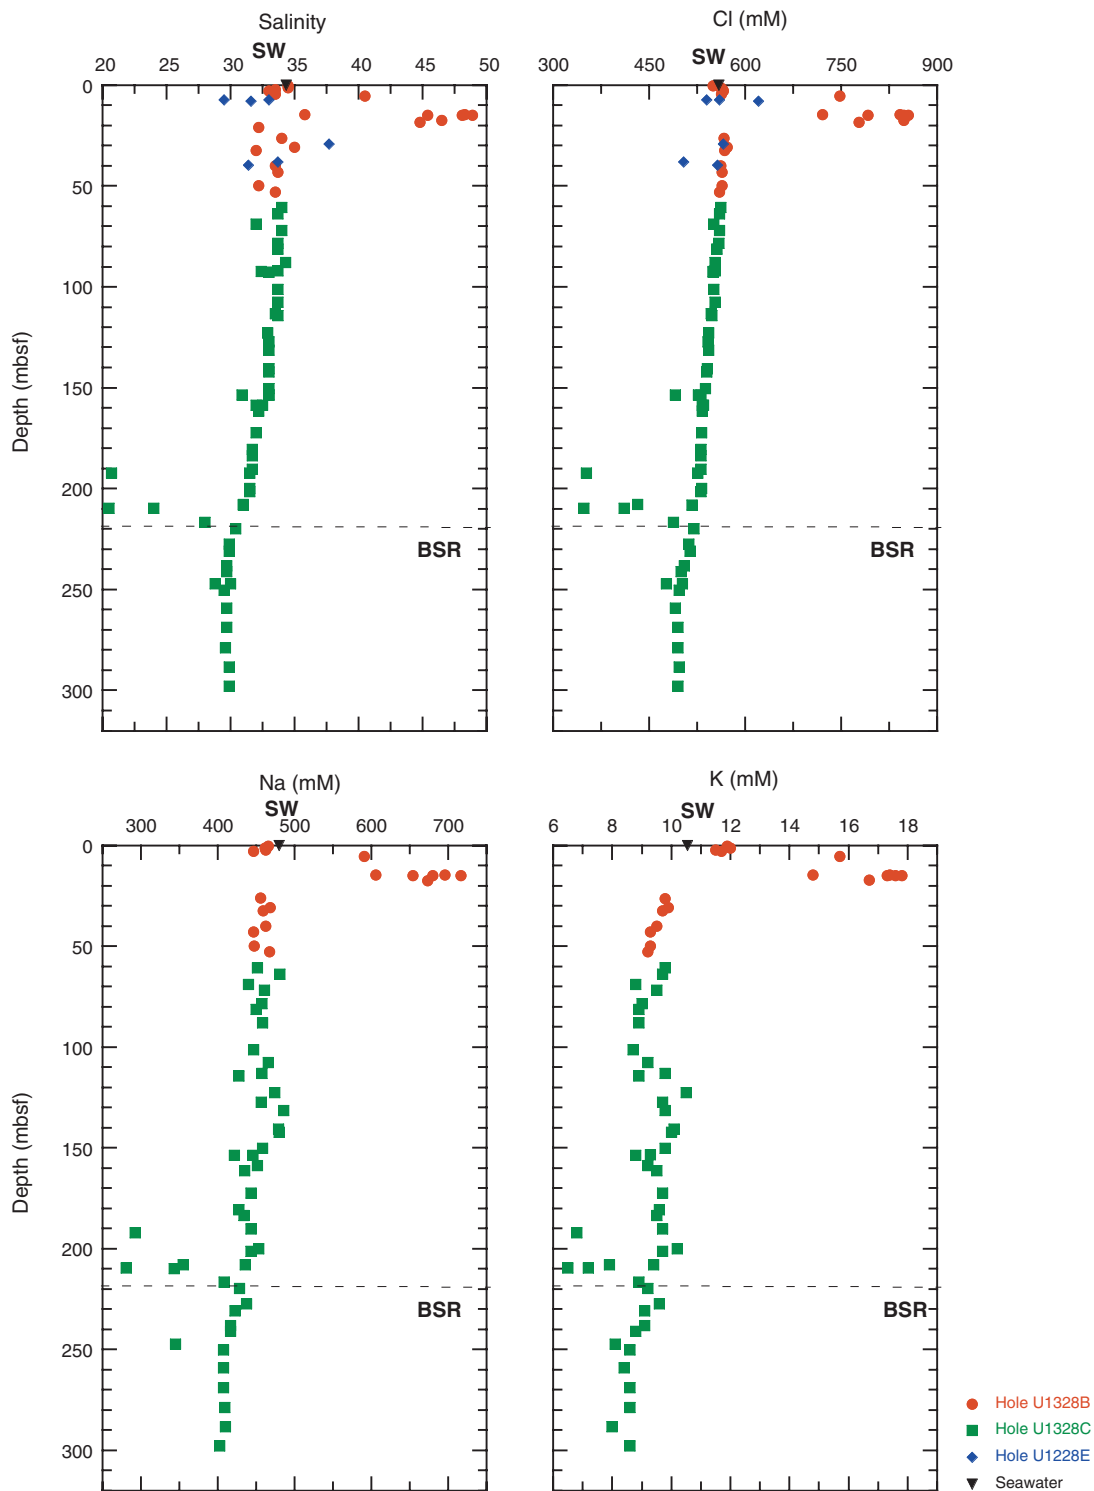 Salinity
SW
20 25 30 35 40 45 50
Cl (mM)
SW
300 450 600 750 900
0
50
100
150
200
250
300
Depth (mbsf)
BSR
BSR
Na (mM)
SW
300 400 500 600 700
K (mM)
SW
6 8 10 12 14 16 18
0
50
100
150
200
250
300
Depth (mbsf)
BSR
BSR
Hole U1328B
Hole U1328C
Hole U1228E
Seawater